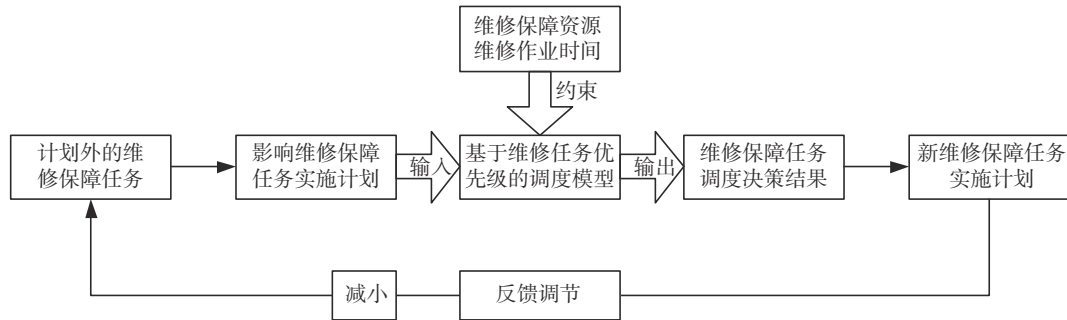 维修保障资源
维修作业时间
约束
计划外的维
修保障任务
影响维修保障
任务实施计划
输入
基于维修任务优
先级的调度模型
输出
维修保障任务
调度决策结果
新维修保障任务
实施计划
减小
反馈调节